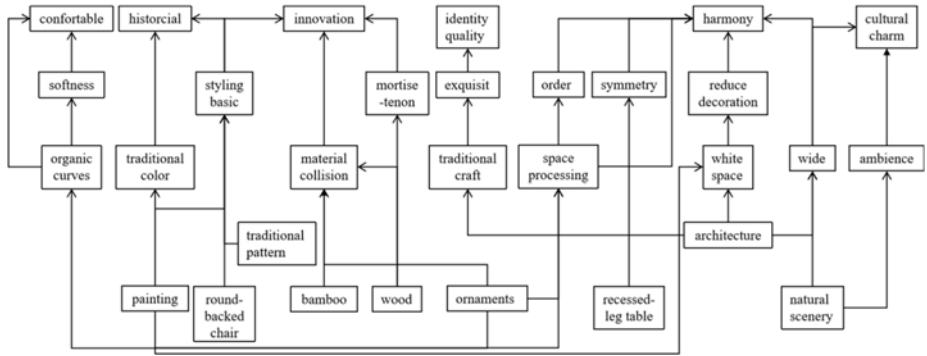 confortable
historcial
innovation
identity
quality
harmony
cultural
charm
softness
styling
basic
mortise
-tenon
exquisit
order
symmetry
reduce
decoration
organic
curves
traditional
color
material
collision
traditional
craft
space
processing
white
space
wide
ambience
traditional
pattern
architecture
painting
round-
backed
chair
bamboo
wood
ornaments
recessed-
leg table
natural
scenery